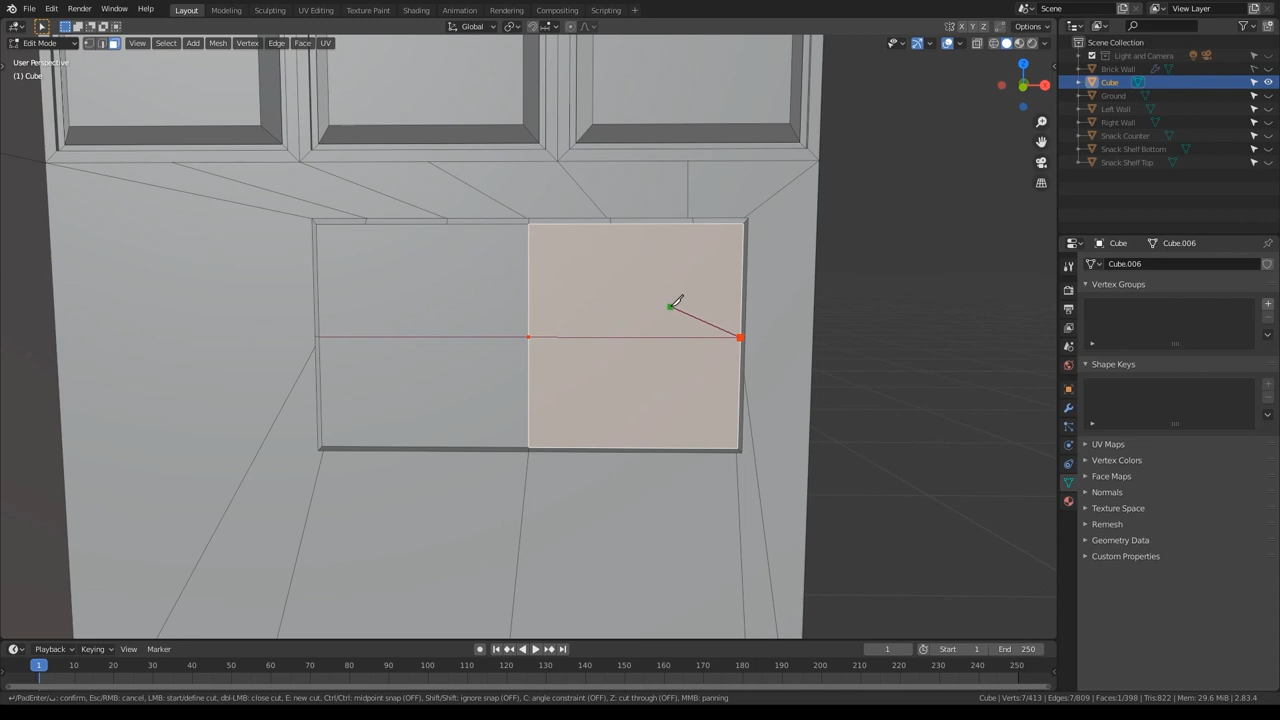 File Edit Render Window Help Layout Modeling Sculpting UV Editing Texture Paint Shading Animation Rendering Compositing Scripting + Scene View Layer
Global X Y Z Options
Edit Mode View Select Add Mesh Vertex Edge Face UV
User Perspective
(1) Cube
Z
X
Scene Collection
Light and Camera
Brick Wall
Cube
Ground
Left Wall
Right Wall
Snack Counter
Snack Shelf Bottom
Snack Shelf Top
Cube Cube.006
Cube.006
Vertex Groups
Shape Keys
UV Maps
Vertex Colors
Face Maps
Normals
Texture Space
Remesh
Geometry Data
Custom Properties
Playback Keying View Marker 1 Start 1 End 250
1 10 20 30 40 50 60 70 80 90 100 110 120 130 140 150 160 170 180 190 200 210 220 230 240 250
PadEnter/: confirm, Esc/RMB: cancel, LMB: start/define cut, dbl-LMB: close cut, E: new cut, Ctrl/Ctrl: midpoint snap (OFF), Shift/Shift: ignore snap (OFF), C: angle constraint (OFF), Z: cut through (OFF), MMB: panning Cube | Verts:7/413 | Edges:7/809 | Faces:1/398 | Tris:822 | Mem: 29.6 MiB | 2.83.4